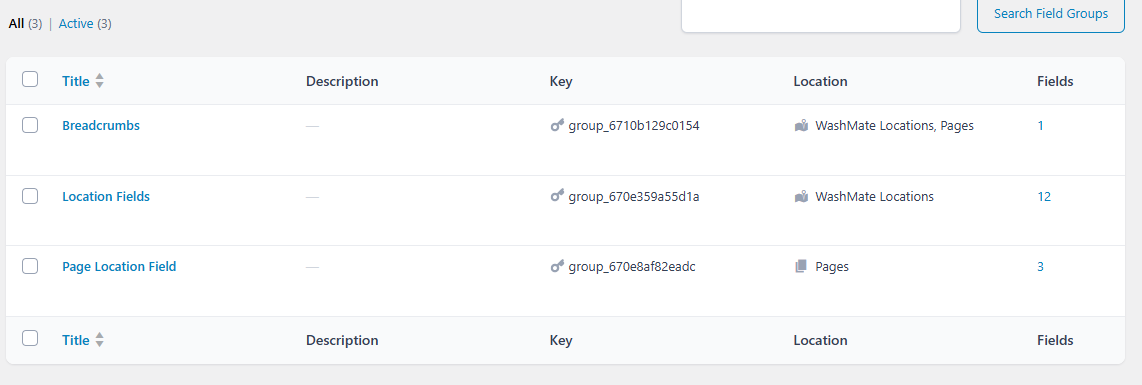 All (3) | Active (3)
Search Field Groups
Title Description Key Location Fields
Breadcrumbs — group_6710b129c0154 WashMate Locations, Pages 1
Location Fields — group_670e359a55d1a WashMate Locations 12
Page Location Field — group_670e8af82eadc Pages 3
Title Description Key Location Fields